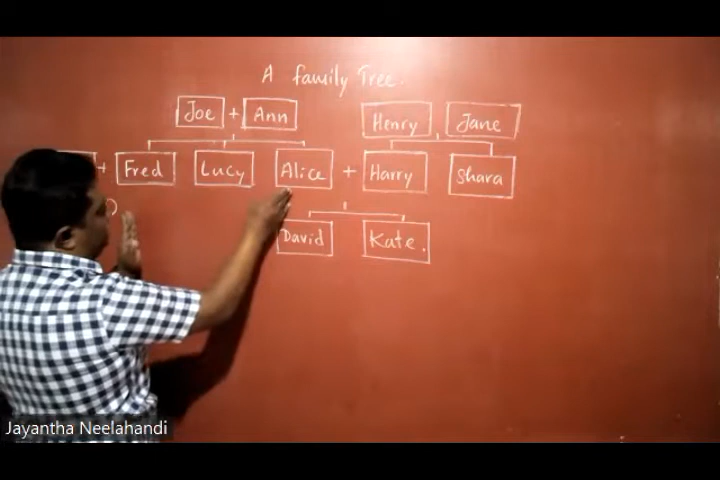 A family Tree.
Joe + Ann Henry Jane
+ Fred Lucy Alice + Harry Shara
David Kate.
Jayantha Neelahandi